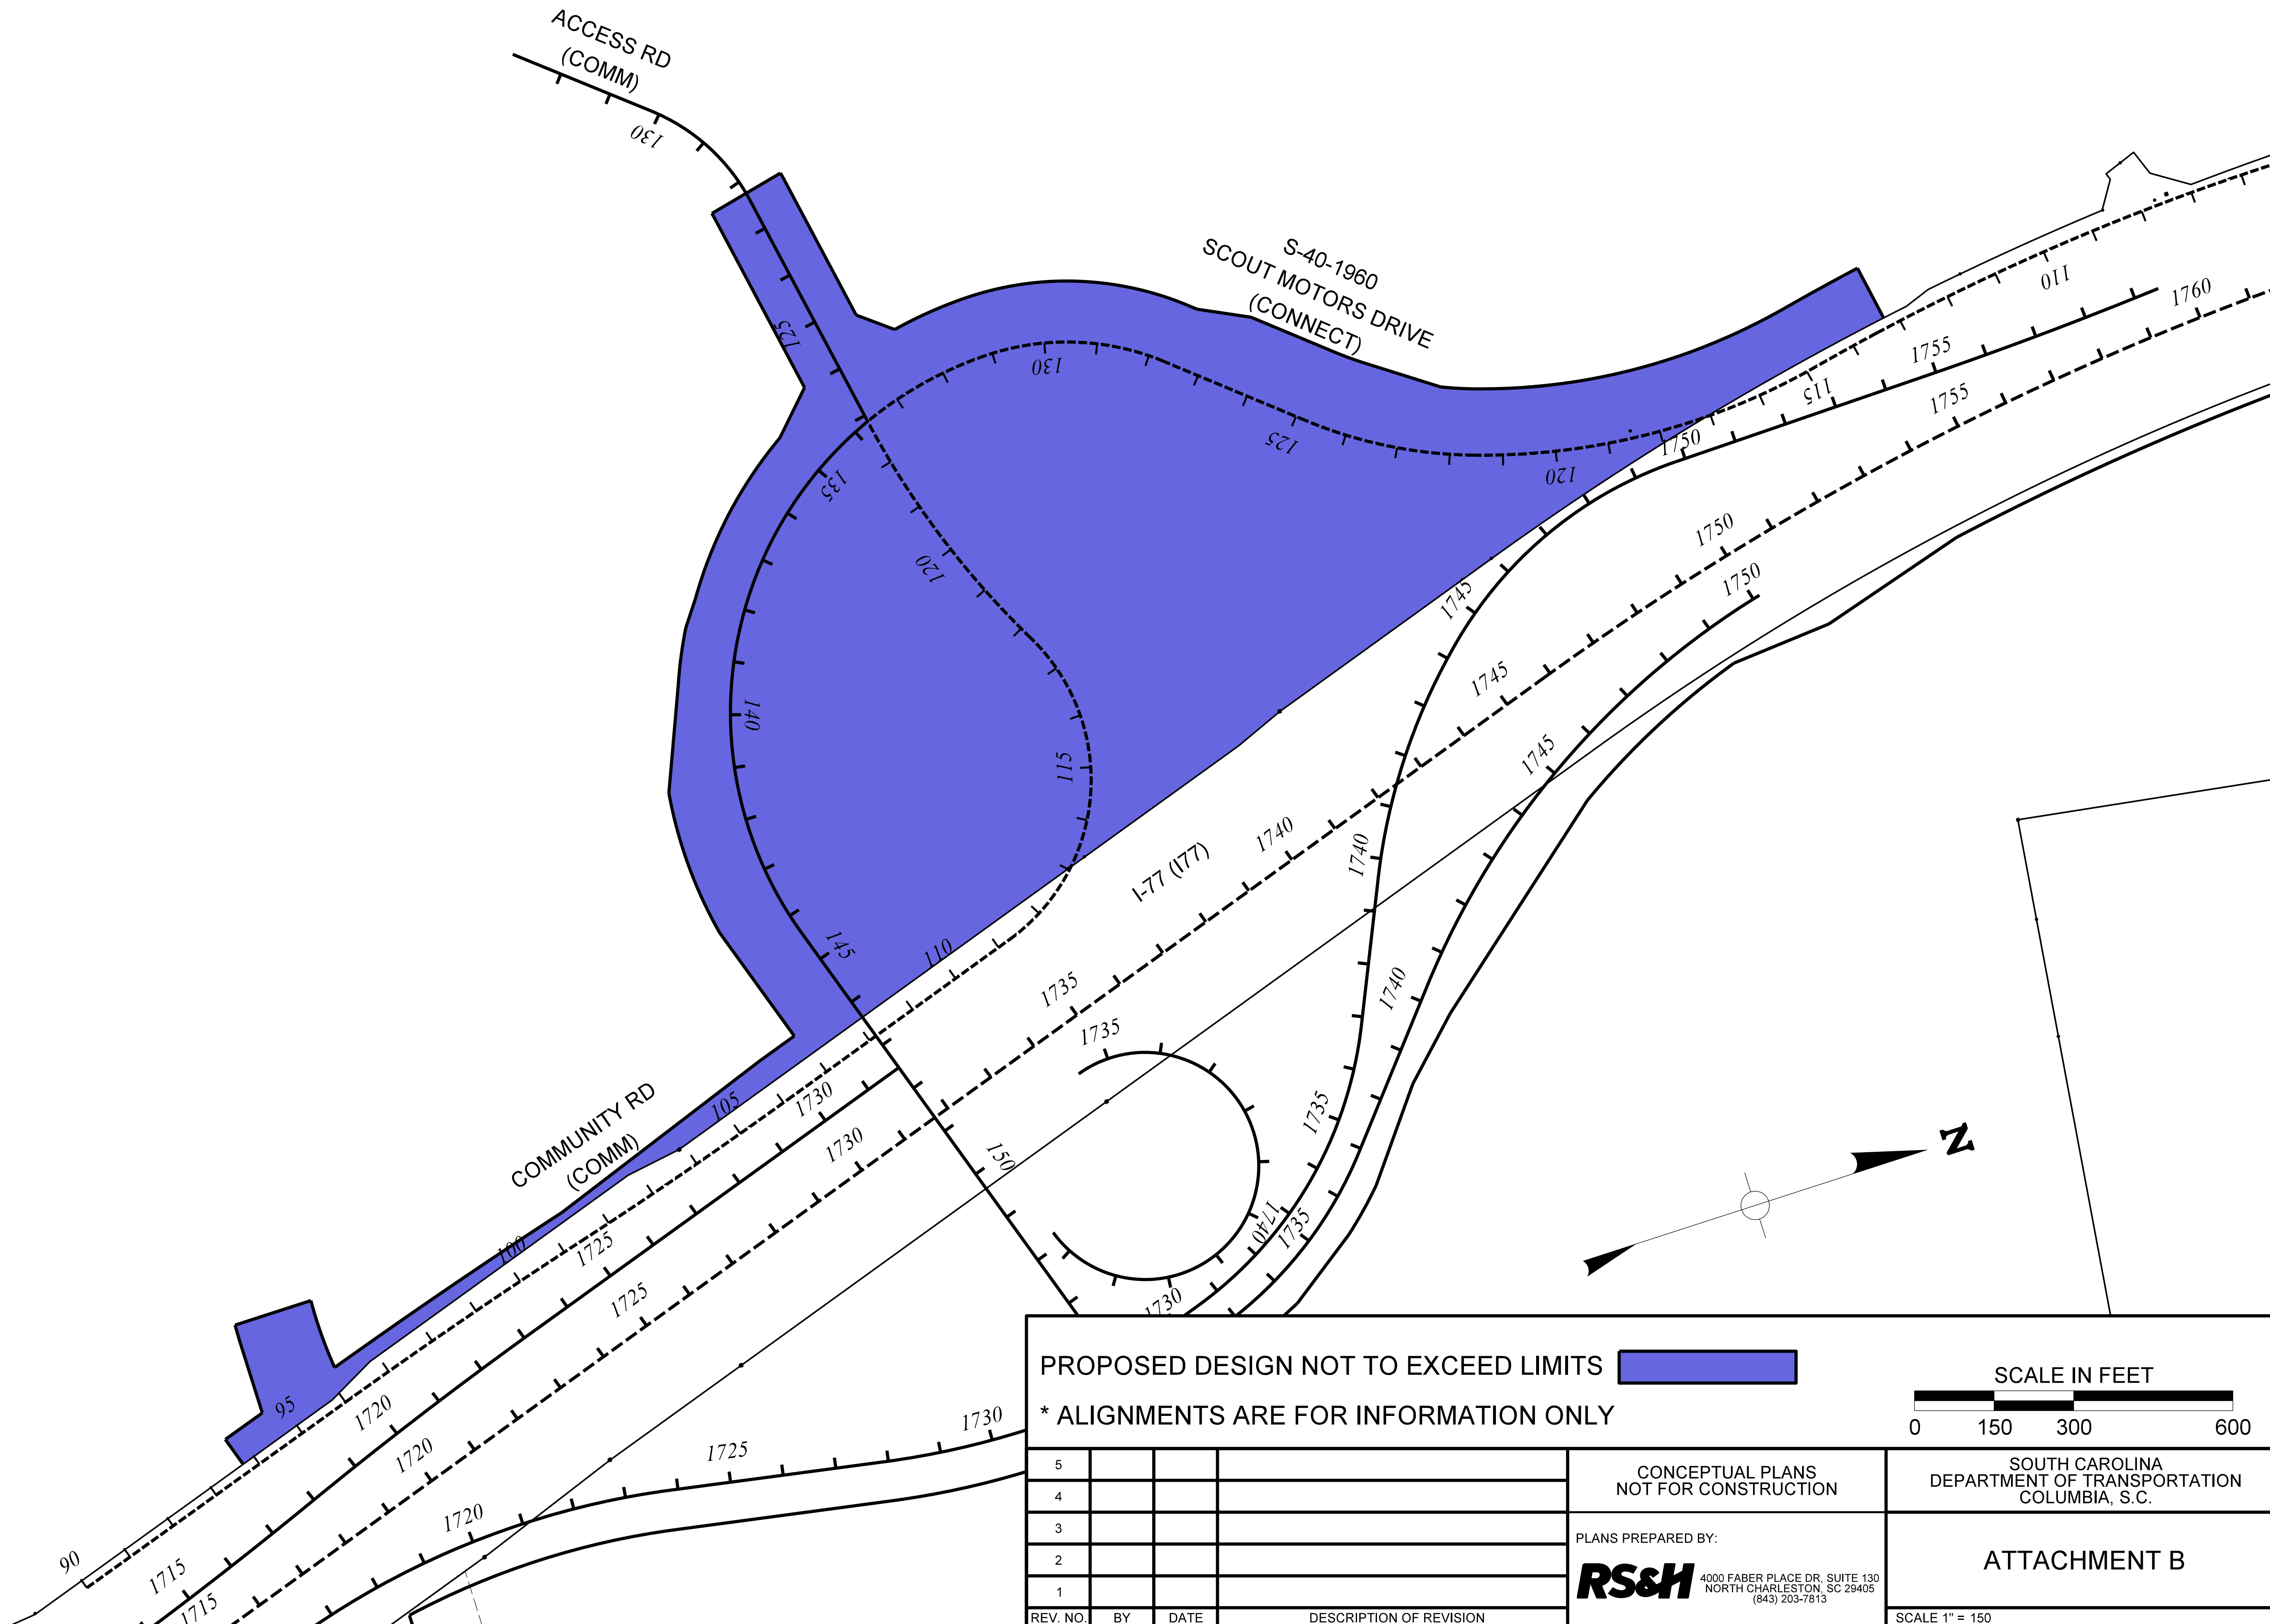 ACCESS RD
(COMM)
130
125
S-40-1960
SCOUT MOTORS DRIVE
(CONNECT)
130
125
120
115
110
1760
1755
1755
1750
1750
1750
135
120
140
115
145
110
1745
1745
1745
I-77 (I77)
1740
1740
1740
1735
1735
1735
1740
1735
1730
150
COMMUNITY RD
(COMM)
105
1730
1730
100
1725
1725
95
1720
1720
90
1715
1715
1720
1725
1730
N
PROPOSED DESIGN NOT TO EXCEED LIMITS
* ALIGNMENTS ARE FOR INFORMATION ONLY
SCALE IN FEET
0 150 300 600
5
4
3
2
1
REV. NO. BY DATE DESCRIPTION OF REVISION
CONCEPTUAL PLANS
NOT FOR CONSTRUCTION
PLANS PREPARED BY:
RS&H
4000 FABER PLACE DR, SUITE 130
NORTH CHARLESTON, SC 29405
(843) 203-7813
SOUTH CAROLINA
DEPARTMENT OF TRANSPORTATION
COLUMBIA, S.C.
ATTACHMENT B
SCALE 1" = 150